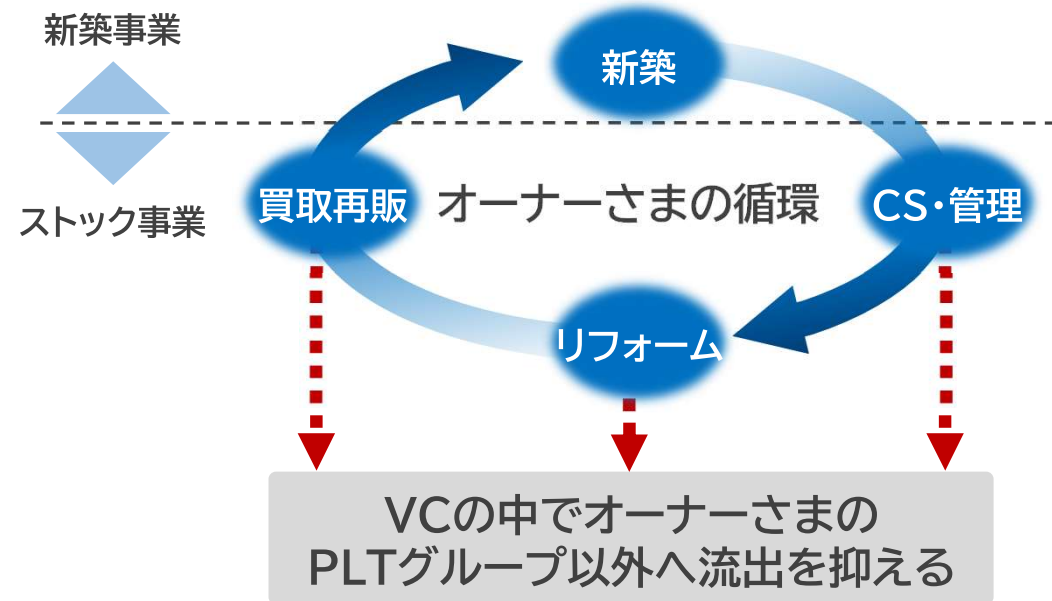 新築事業
新築
買取再販
オーナーさまの循環
CS・管理
ストック事業
リフォーム
VCの中でオーナーさまの
PLTグループ以外へ流出を抑える